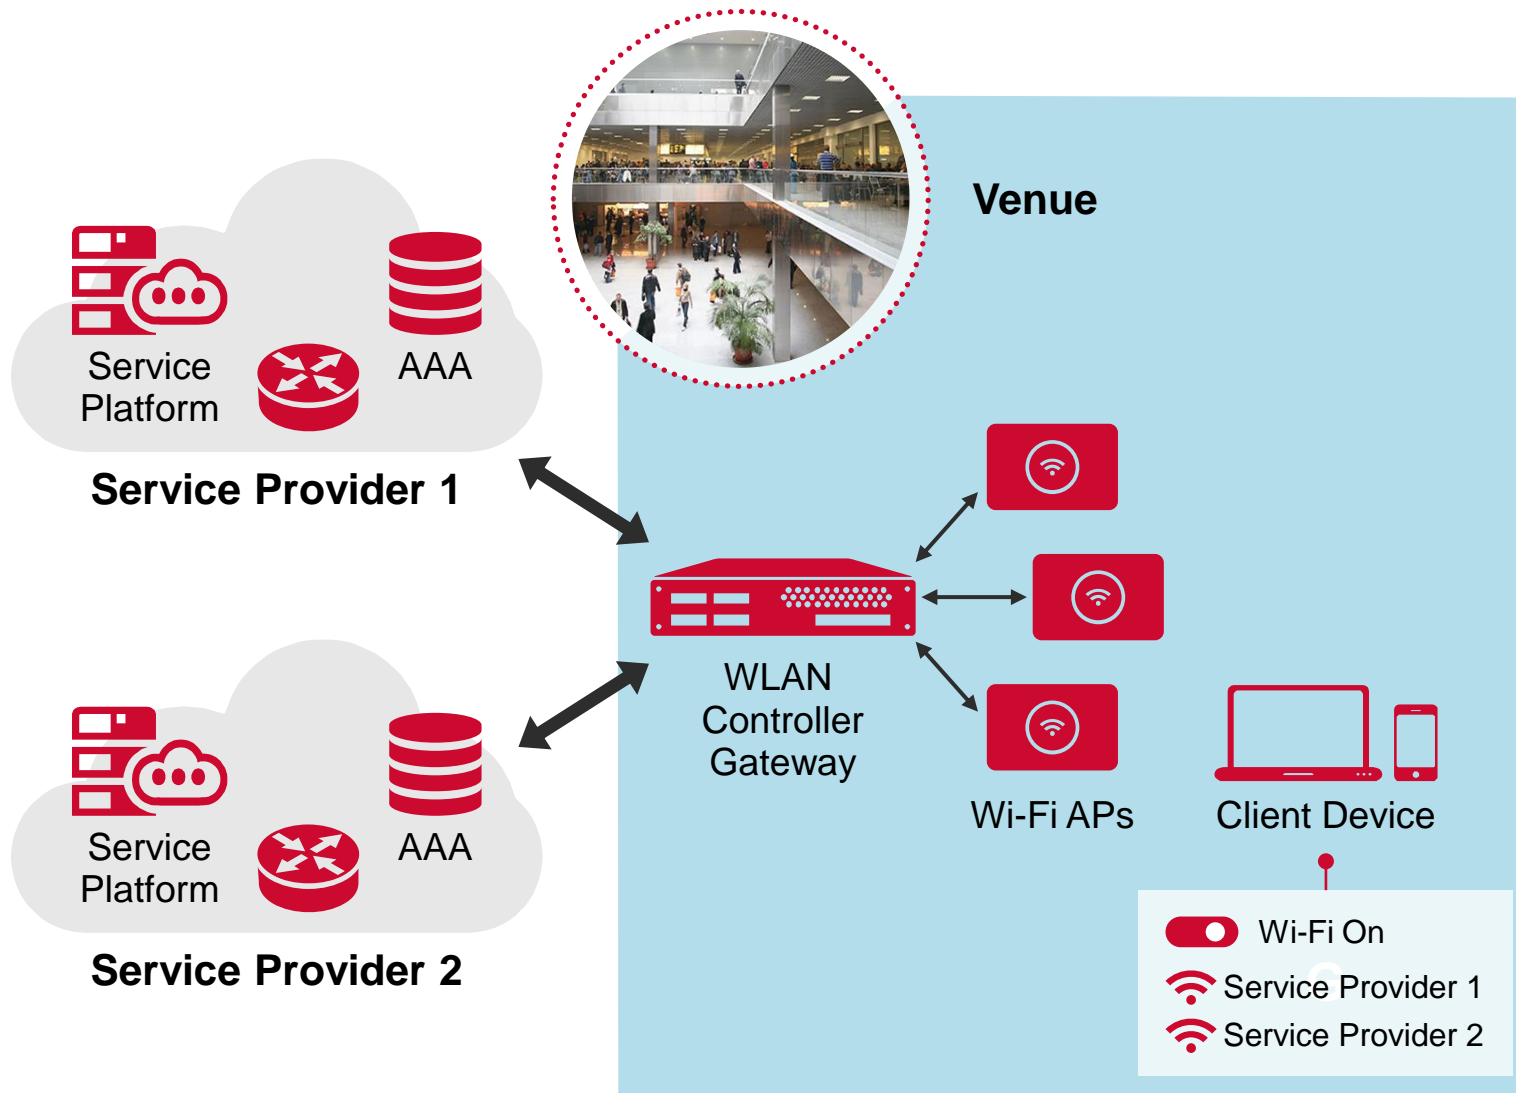 Venue
Service
Platform
AAA
Service Provider 1
WLAN
Controller
Gateway
Wi-Fi APs
Client Device
Service
Platform
AAA
Service Provider 2
Wi-Fi On
Service Provider 1
Service Provider 2